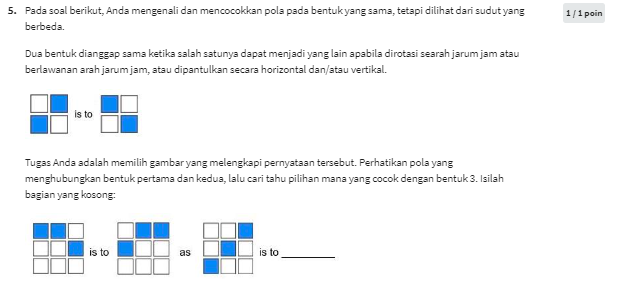 5. Pada soal berikut, Anda mengenali dan mencocokkan pola pada bentuk yang sama, tetapi dilihat dari sudut yang
1 / 1 poin
berbeda.
Dua bentuk dianggap sama ketika salah satunya dapat menjadi yang lain apabila dirotasi searah jarum jam atau
berlawanan arah jarum jam, atau dipantulkan secara horizontal dan/atau vertikal.
is to
Tugas Anda adalah memilih gambar yang melengkapi pernyataan tersebut. Perhatikan pola yang
menghubungkan bentuk pertama dan kedua, lalu cari tahu pilihan mana yang cocok dengan bentuk 3. Isilah
bagian yang kosong:
is to as is to ________